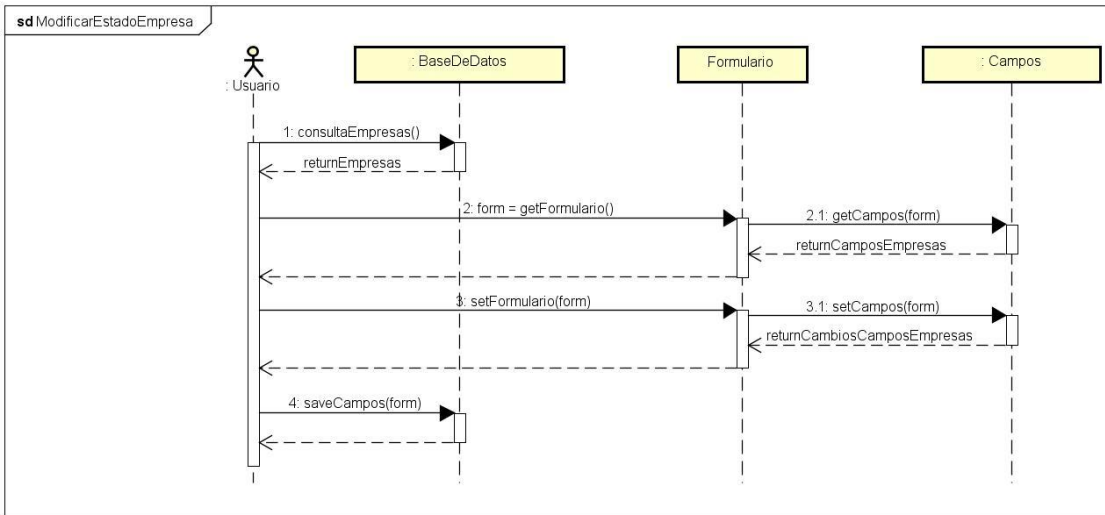 sd ModificarEstadoEmpresa
: Usuario
: BaseDeDatos
Formulario
: Campos
1: consultaEmpresas()
returnEmpresas
2: form = getFormulario()
2.1: getCampos(form)
returnCamposEmpresas
3: setFormulario(form)
3.1: setCampos(form)
returnCambiosCamposEmpresas
4: saveCampos(form)